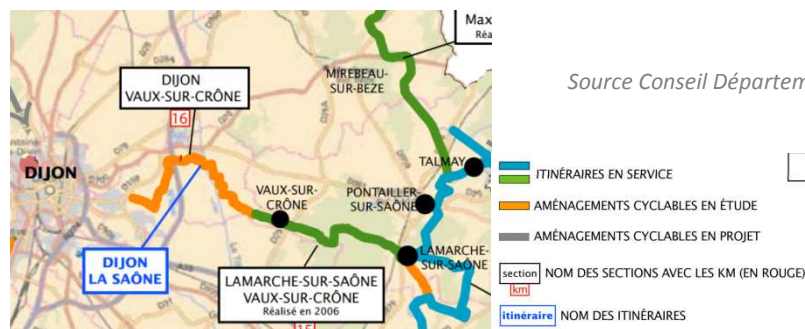 Max
Réa
DIJON
VAUX-SUR-CRÔNE
16
MIREBEAU-
SUR-BEZE
DIJON
VAUX-SUR-
CRÔNE
TALMAY
PONTAILLER-
SUR-SAÔNE
LAMARCHE-
SUR-SAÔNE
DIJON
LA SAÔNE
LAMARCHE-SUR-SAÔNE
VAUX-SUR-CRÔNE
Réalisé en 2006
15
Source Conseil Départem
ITINÉRAIRES EN SERVICE
AMÉNAGEMENTS CYCLABLES EN ÉTUDE
AMÉNAGEMENTS CYCLABLES EN PROJET
section NOM DES SECTIONS AVEC LES KM (EN ROUGE)
km
itinéraire NOM DES ITINÉRAIRES